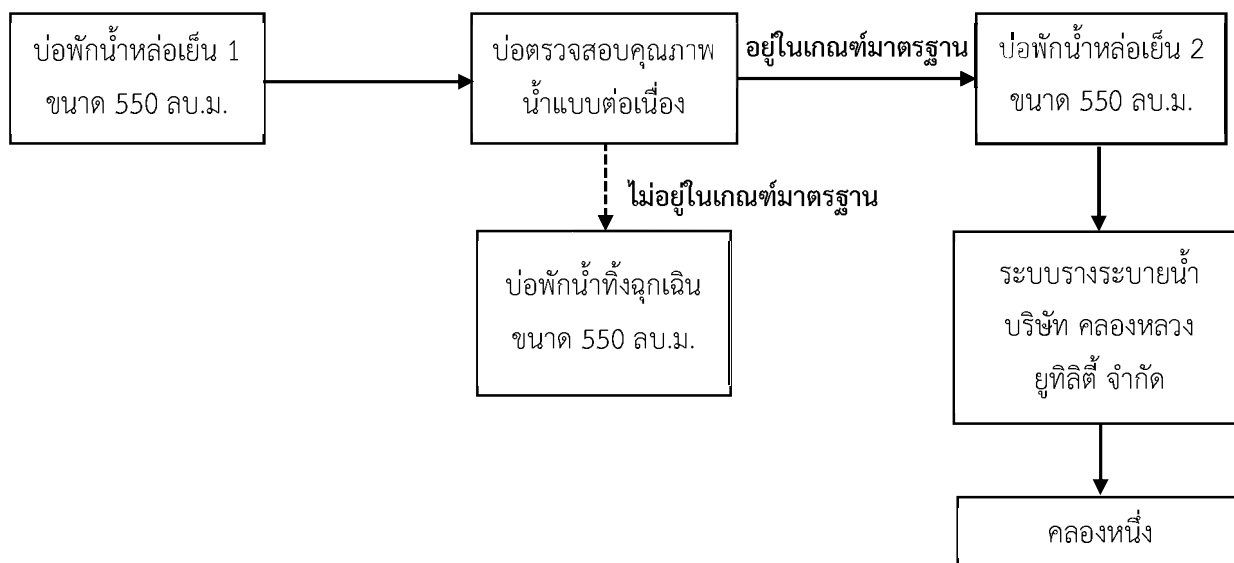 บ่อพักน้ำหล่อเย็น 1
ขนาด 550 ลบ.ม.
บ่อตรวจสอบคุณภาพ
น้ำแบบต่อเนื่อง
อยู่ในเกณฑ์มาตรฐาน
บ่อพักน้ำหล่อเย็น 2
ขนาด 550 ลบ.ม.
ไม่อยู่ในเกณฑ์มาตรฐาน
บ่อพักน้ำทิ้งฉุกเฉิน
ขนาด 550 ลบ.ม.
ระบบรางระบายน้ำ
บริษัท คลองหลวง
ยูทิลิตี้ จำกัด
คลองหนึ่ง